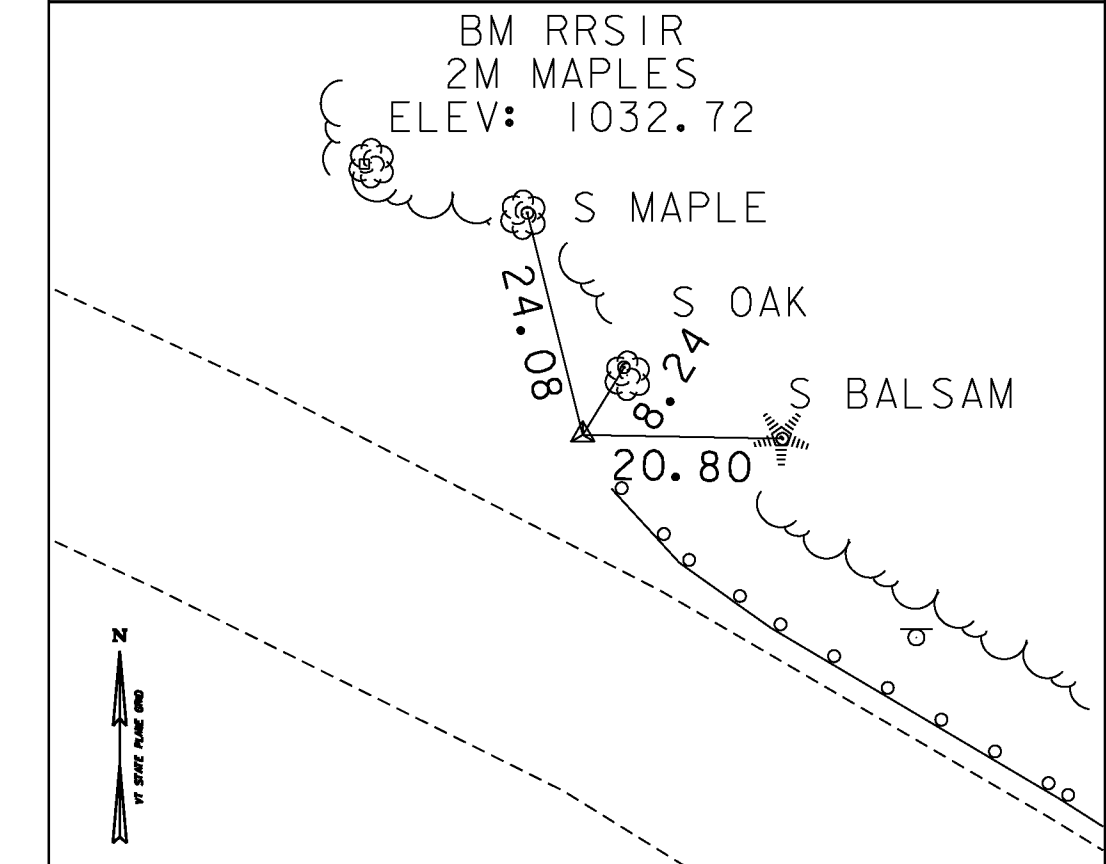 BM RRSIR
2M MAPLES
ELEV: 1032.72
S MAPLE
24.08
S OAK
8.24
S BALSAM
20.80
N
VT STATE PLANE GRID